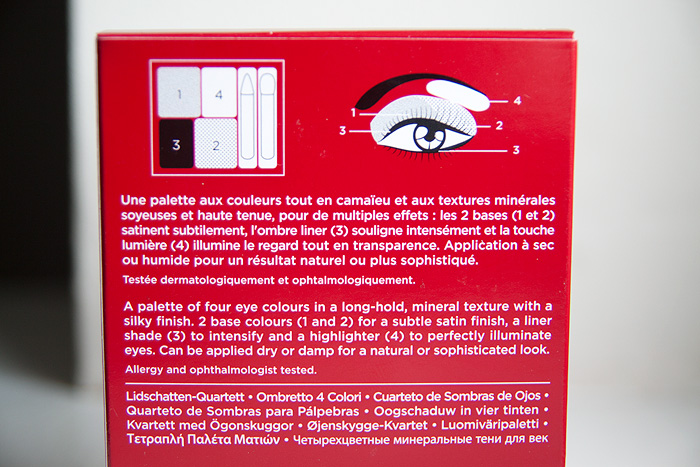 1 4
3 2
4
1
2
3
3
Une palette aux couleurs tout en camaïeu et aux textures minérales
soyeuses et haute tenue, pour de multiples effets : les 2 bases (1 et 2)
satinent subtilement, l'ombre liner (3) souligne intensément et la touche
lumière (4) illumine le regard tout en transparence. Application à sec
ou humide pour un résultat naturel ou plus sophistiqué.
Testée dermatologiquement et ophtalmologiquement.
A palette of four eye colours in a long-hold, mineral texture with a
silky finish. 2 base colours (1 and 2) for a subtle satin finish, a liner
shade (3) to intensify and a highlighter (4) to perfectly illuminate
eyes. Can be applied dry or damp for a natural or sophisticated look.
Allergy and ophthalmologist tested.
Lidschatten-Quartett • Ombretto 4 Colori • Cuarteto de Sombras de Ojos •
Quarteto de Sombras para Pálpebras • Oogschaduw in vier tinten •
Kvartett med Ögonskuggor • Øjenskygge-Kvartet • Luomiväripaletti •
Τετραπλή Παλέτα Ματιών • Четырехцветные минеральные тени для век